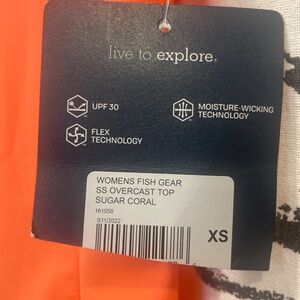 live to explore.
UPF 30
MOISTURE-WICKING
TECHNOLOGY
FLEX
TECHNOLOGY
WOMENS FISH GEAR
SS OVERCAST TOP
SUGAR CORAL
161058
S11/2022
XS